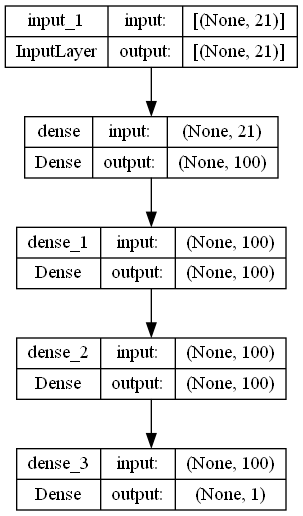 input_1 input: [(None, 21)]
InputLayer output: [(None, 21)]
dense input: (None, 21)
Dense output: (None, 100)
dense_1 input: (None, 100)
Dense output: (None, 100)
dense_2 input: (None, 100)
Dense output: (None, 100)
dense_3 input: (None, 100)
Dense output: (None, 1)